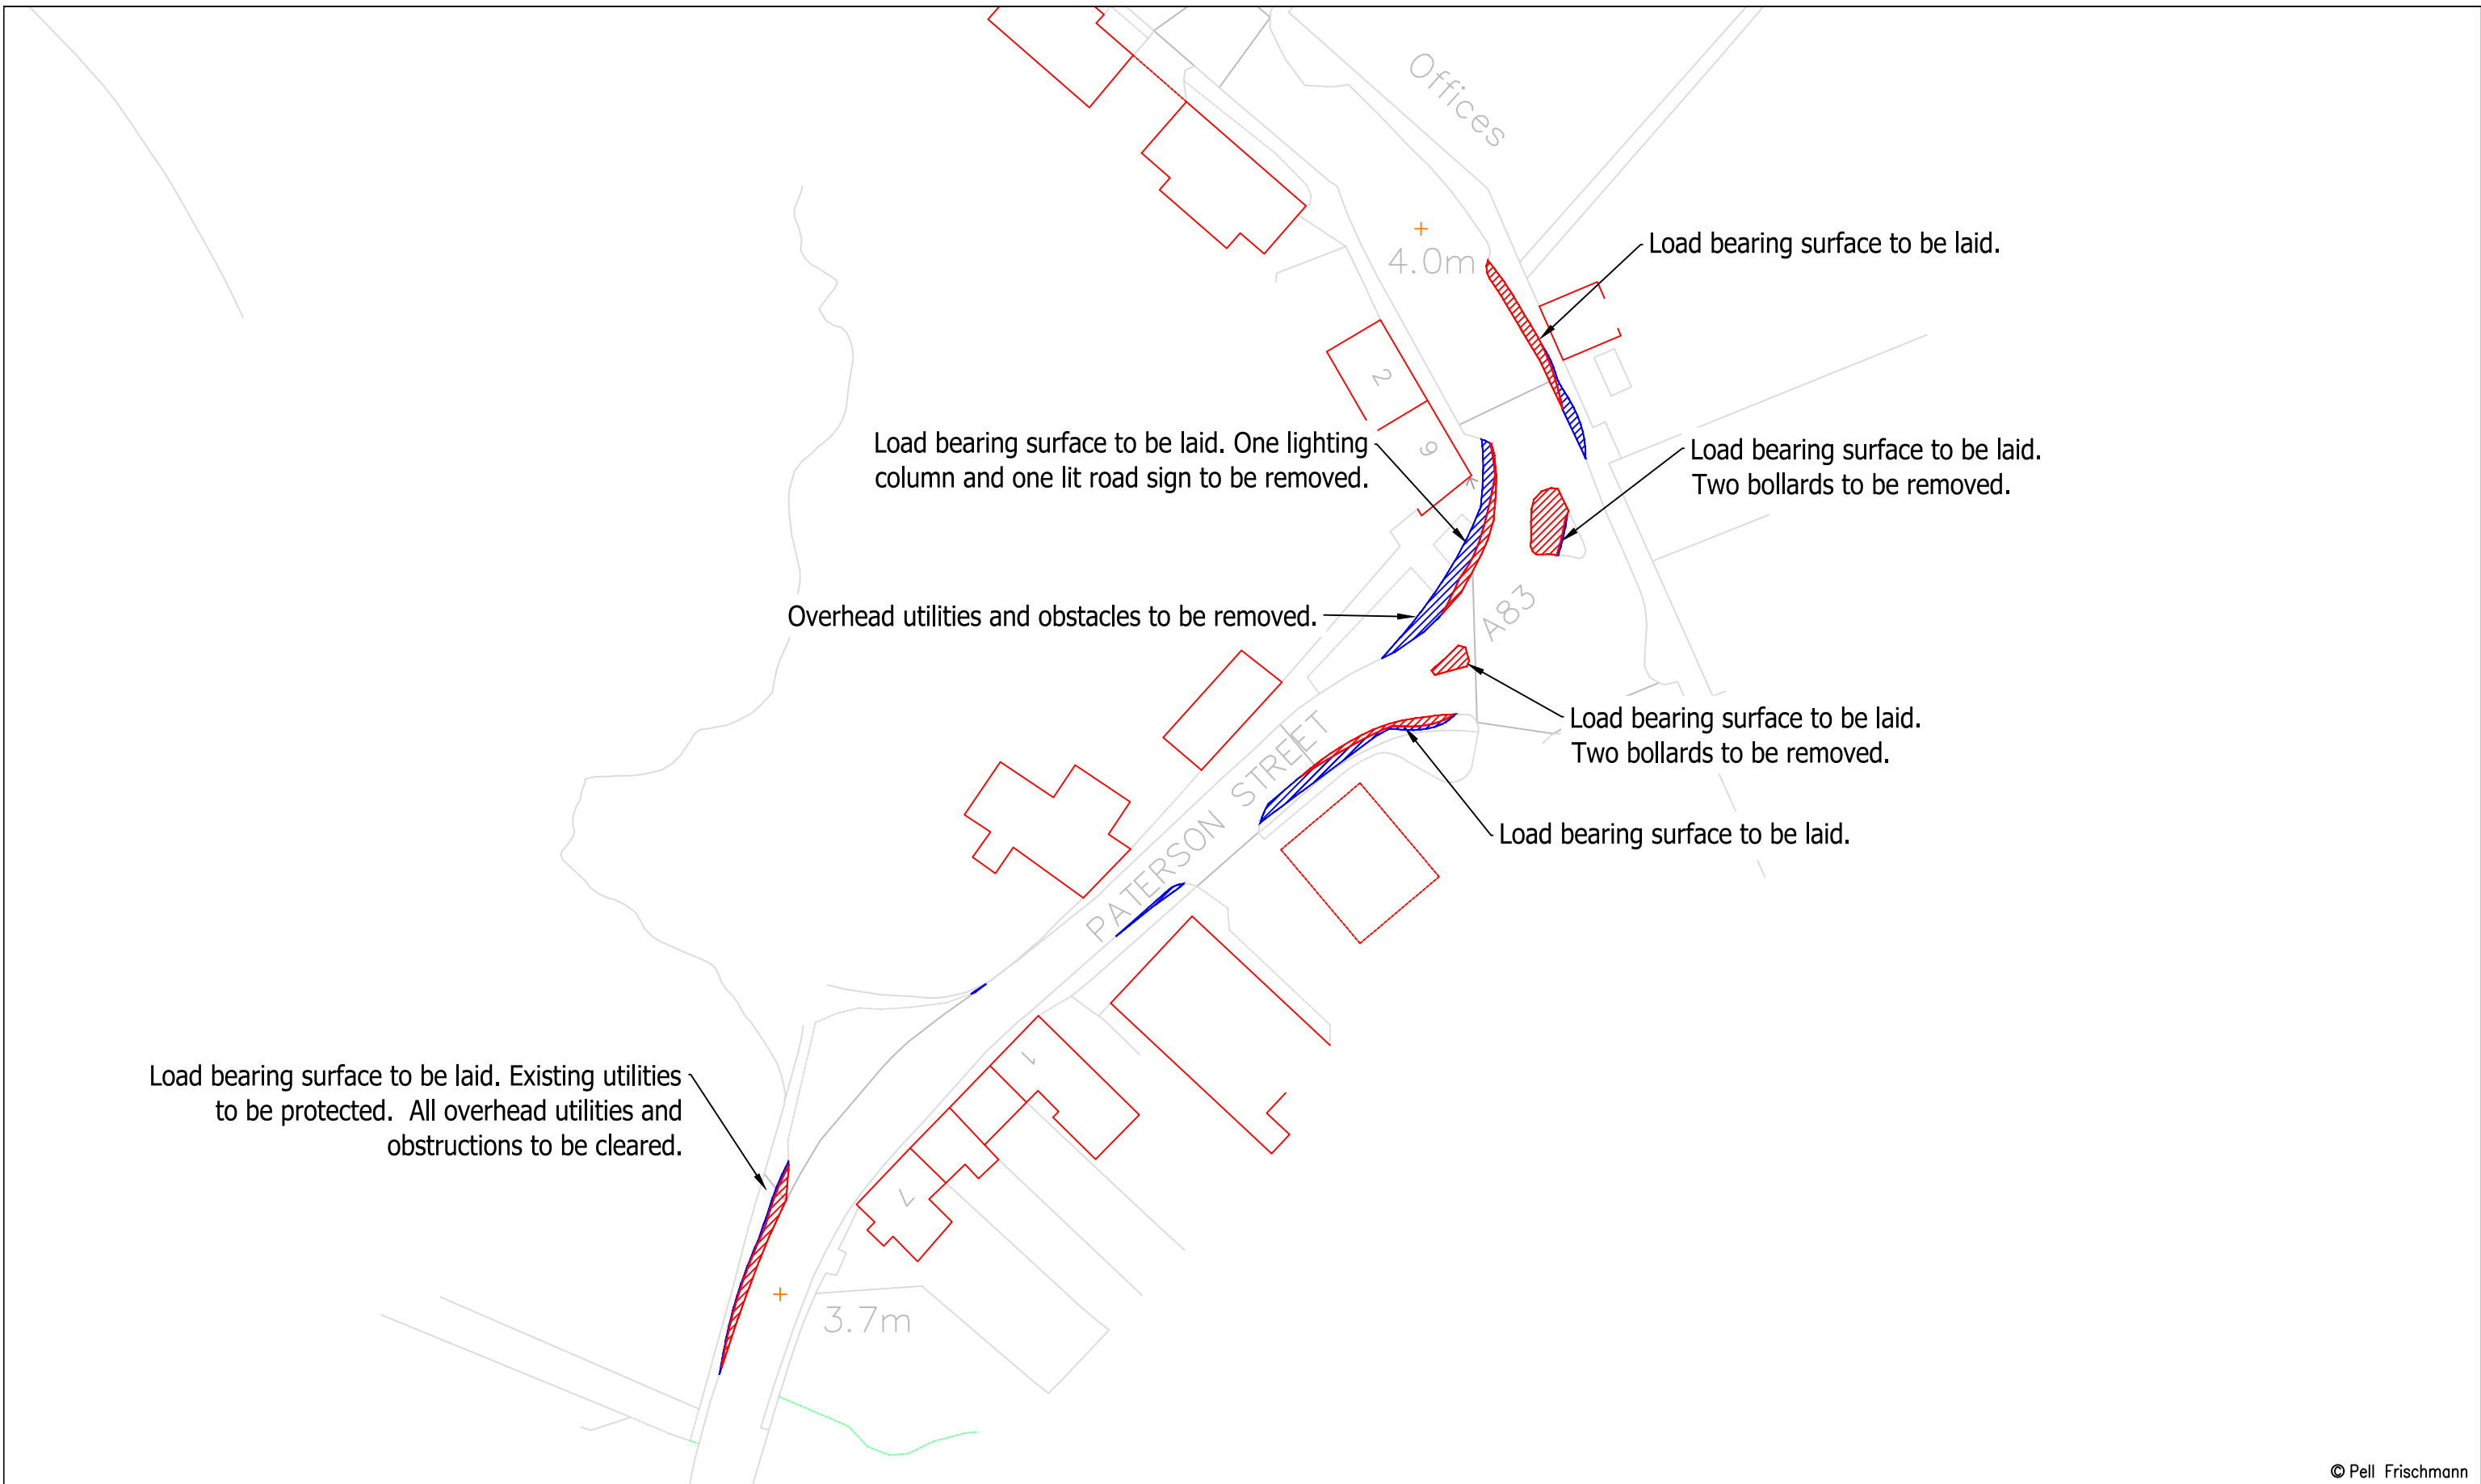 Offices
4.0m
Load bearing surface to be laid.
2
9
Load bearing surface to be laid. One lighting
column and one lit road sign to be removed.
Load bearing surface to be laid.
Two bollards to be removed.
Overhead utilities and obstacles to be removed.
A83
Load bearing surface to be laid.
Two bollards to be removed.
PATERSON STREET
Load bearing surface to be laid.
1
Load bearing surface to be laid. Existing utilities
to be protected. All overhead utilities and
obstructions to be cleared.
7
3.7m
© Pell Frischmann